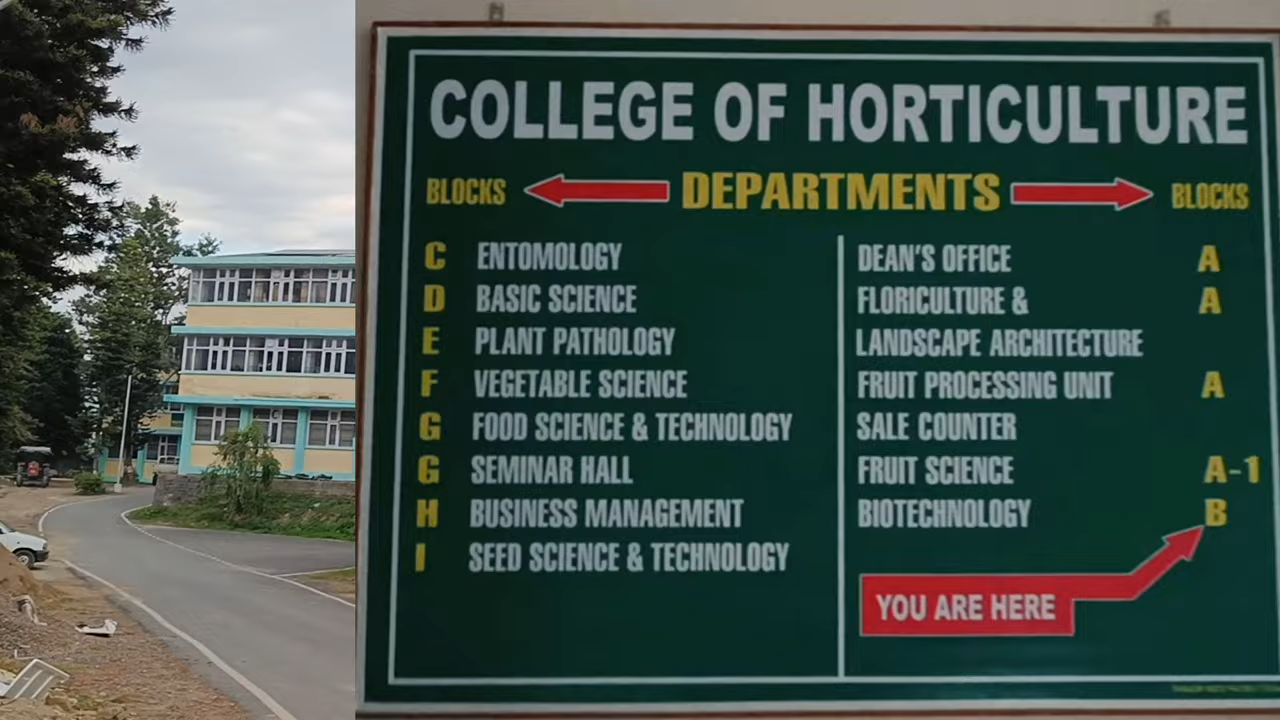 COLLEGE OF HORTICULTURE
BLOCKS DEPARTMENTS BLOCKS
C ENTOMOLOGY
D BASIC SCIENCE
E PLANT PATHOLOGY
F VEGETABLE SCIENCE
G FOOD SCIENCE & TECHNOLOGY
G SEMINAR HALL
H BUSINESS MANAGEMENT
I SEED SCIENCE & TECHNOLOGY
DEAN'S OFFICE A
FLORICULTURE & A
LANDSCAPE ARCHITECTURE
FRUIT PROCESSING UNIT A
SALE COUNTER
FRUIT SCIENCE A-1
BIOTECHNOLOGY B
YOU ARE HERE